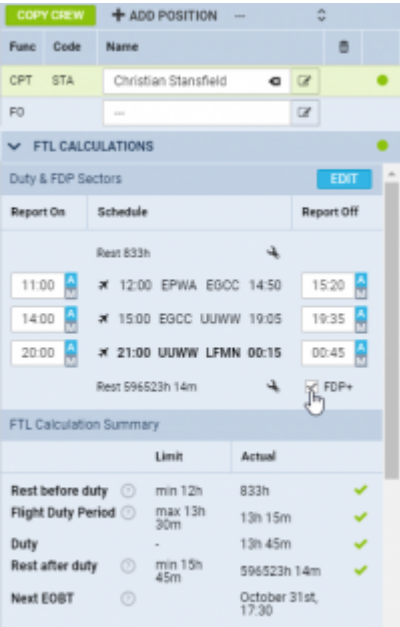 COPY CREW + ADD POSITION —
Func Code Name
CPT STA Christian Stansfield
FO ---
FTL CALCULATIONS
Duty & FDP Sectors EDIT
Report On Schedule Report Off
Rest 833h
11:00 A 12:00 EPWA EGCC 14:50 15:20 A
14:00 A 15:00 EGCC UUWW 19:05 19:35 A
20:00 A 21:00 UUWW LFMN 00:15 00:45 A
Rest 596523h 14m FDP+
FTL Calculation Summary
Limit Actual
Rest before duty ? min 12h 833h
Flight Duty Period ? max 13h 30m 13h 15m
Duty - 13h 45m
Rest after duty ? min 15h 45m 596523h 14m
Next EOBT ? October 31st, 17:30